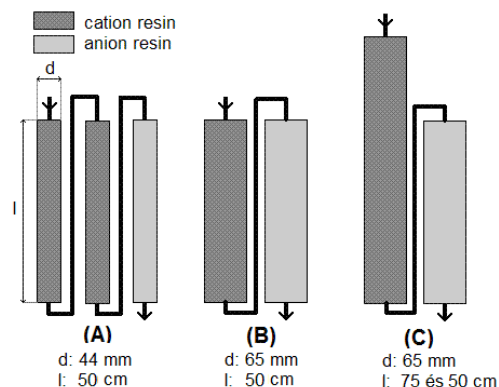 cation resin
anion resin
d
l
(A)
d: 44 mm
l: 50 cm
(B)
d: 65 mm
l: 50 cm
(C)
d: 65 mm
l: 75 és 50 cm